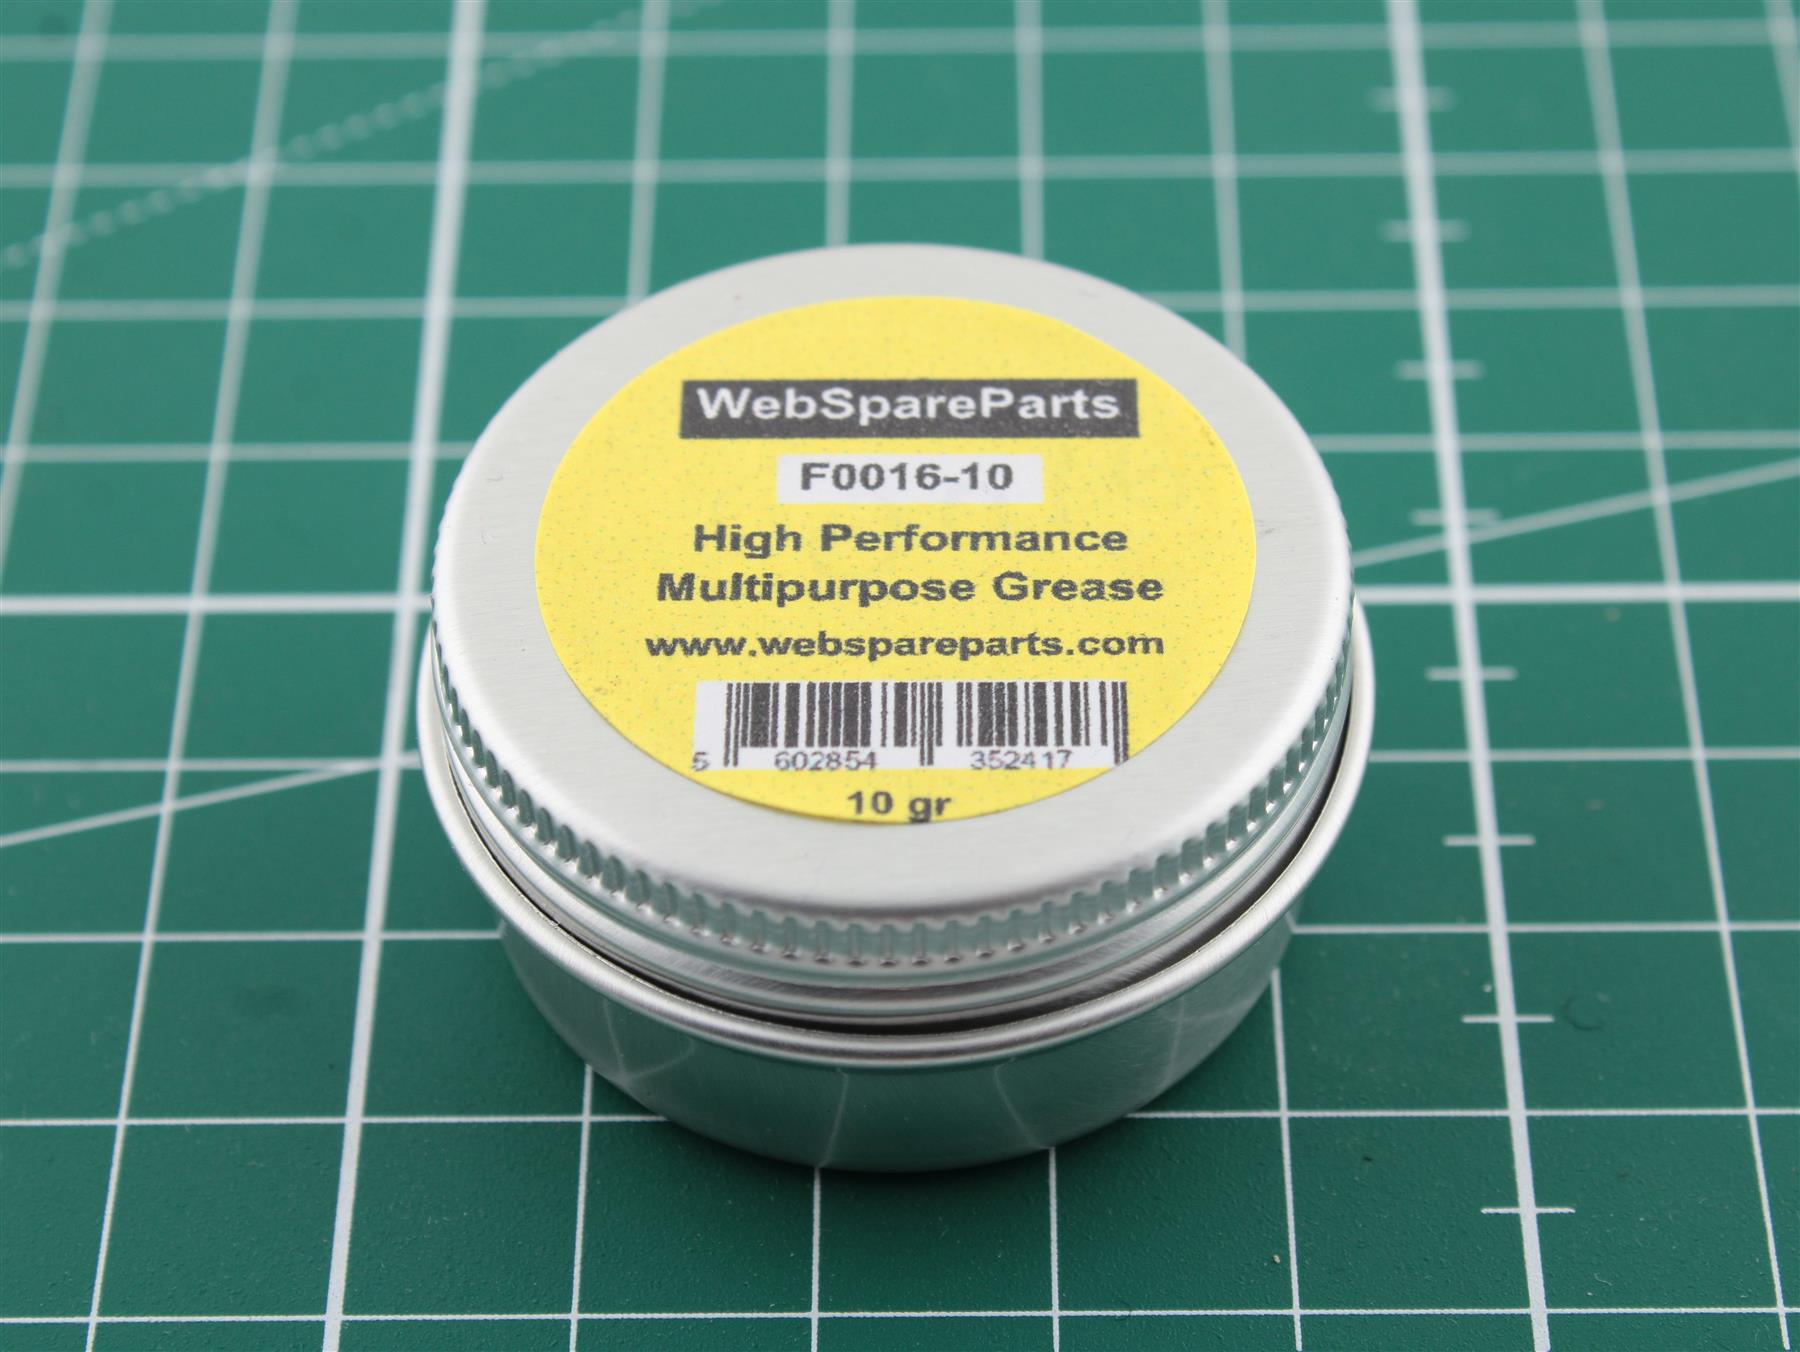 WebSpareParts
F0016-10
High Performance
Multipurpose Grease
www.webspareparts.com
5 602854 352417
10 gr